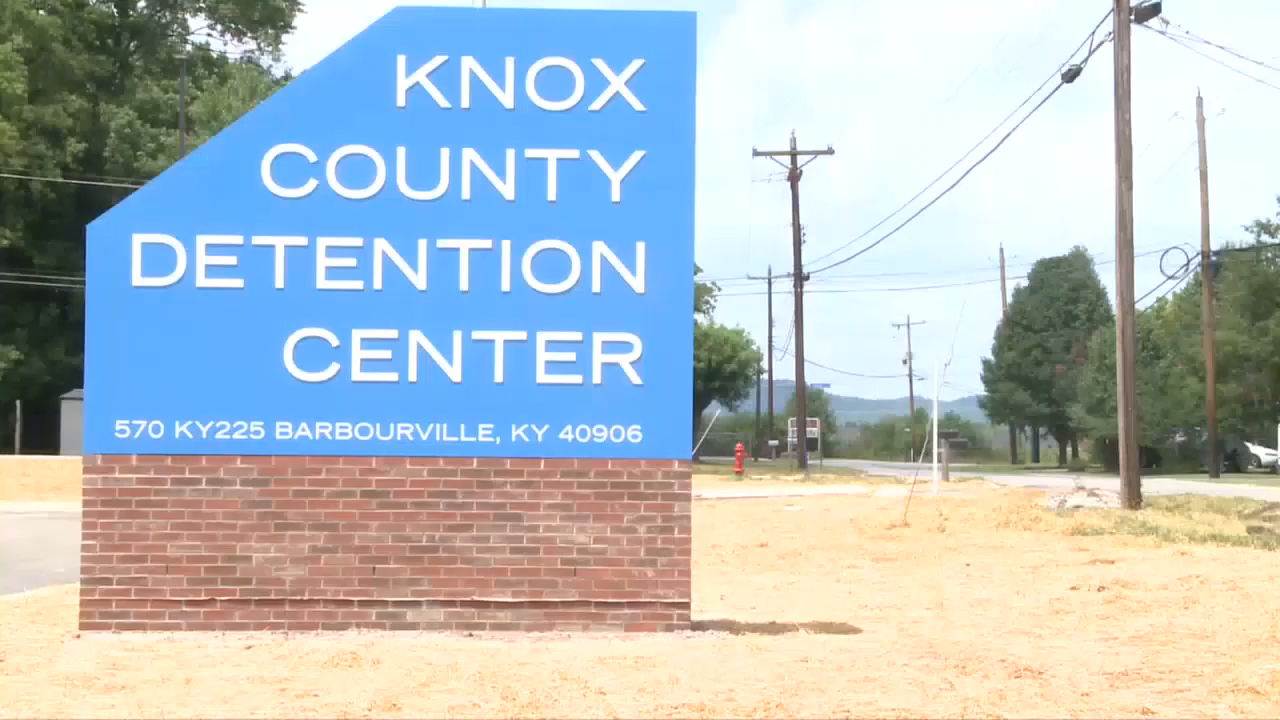 KNOX
COUNTY
DETENTION
CENTER
570 KY225 BARBOURVILLE, KY 40906